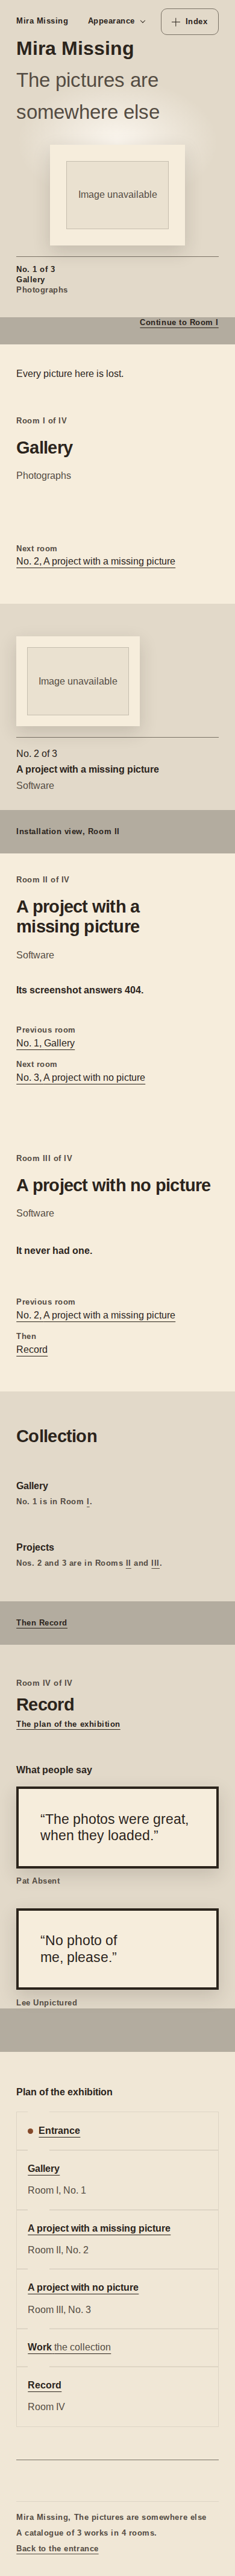 Mira Missing
Appearance
Index
Mira Missing
The pictures are
somewhere else
Image unavailable
No. 1 of 3
Gallery
Photographs
Continue to Room I
Every picture here is lost.
Room I of IV
Gallery
Photographs
Next room
No. 2, A project with a missing picture
Image unavailable
No. 2 of 3
A project with a missing picture
Software
Installation view, Room II
Room II of IV
A project with a
missing picture
Software
Its screenshot answers 404.
Previous room
No. 1, Gallery
Next room
No. 3, A project with no picture
Room III of IV
A project with no picture
Software
It never had one.
Previous room
No. 2, A project with a missing picture
Then
Record
Collection
Gallery
No. 1 is in Room I.
Projects
Nos. 2 and 3 are in Rooms II and III.
Then Record
Room IV of IV
Record
The plan of the exhibition
What people say
“The photos were great,
when they loaded.”
Pat Absent
“No photo of
me, please.”
Lee Unpictured
Plan of the exhibition
Entrance
Gallery
Room I, No. 1
A project with a missing picture
Room II, No. 2
A project with no picture
Room III, No. 3
Work the collection
Record
Room IV
Mira Missing, The pictures are somewhere else
A catalogue of 3 works in 4 rooms.
Back to the entrance